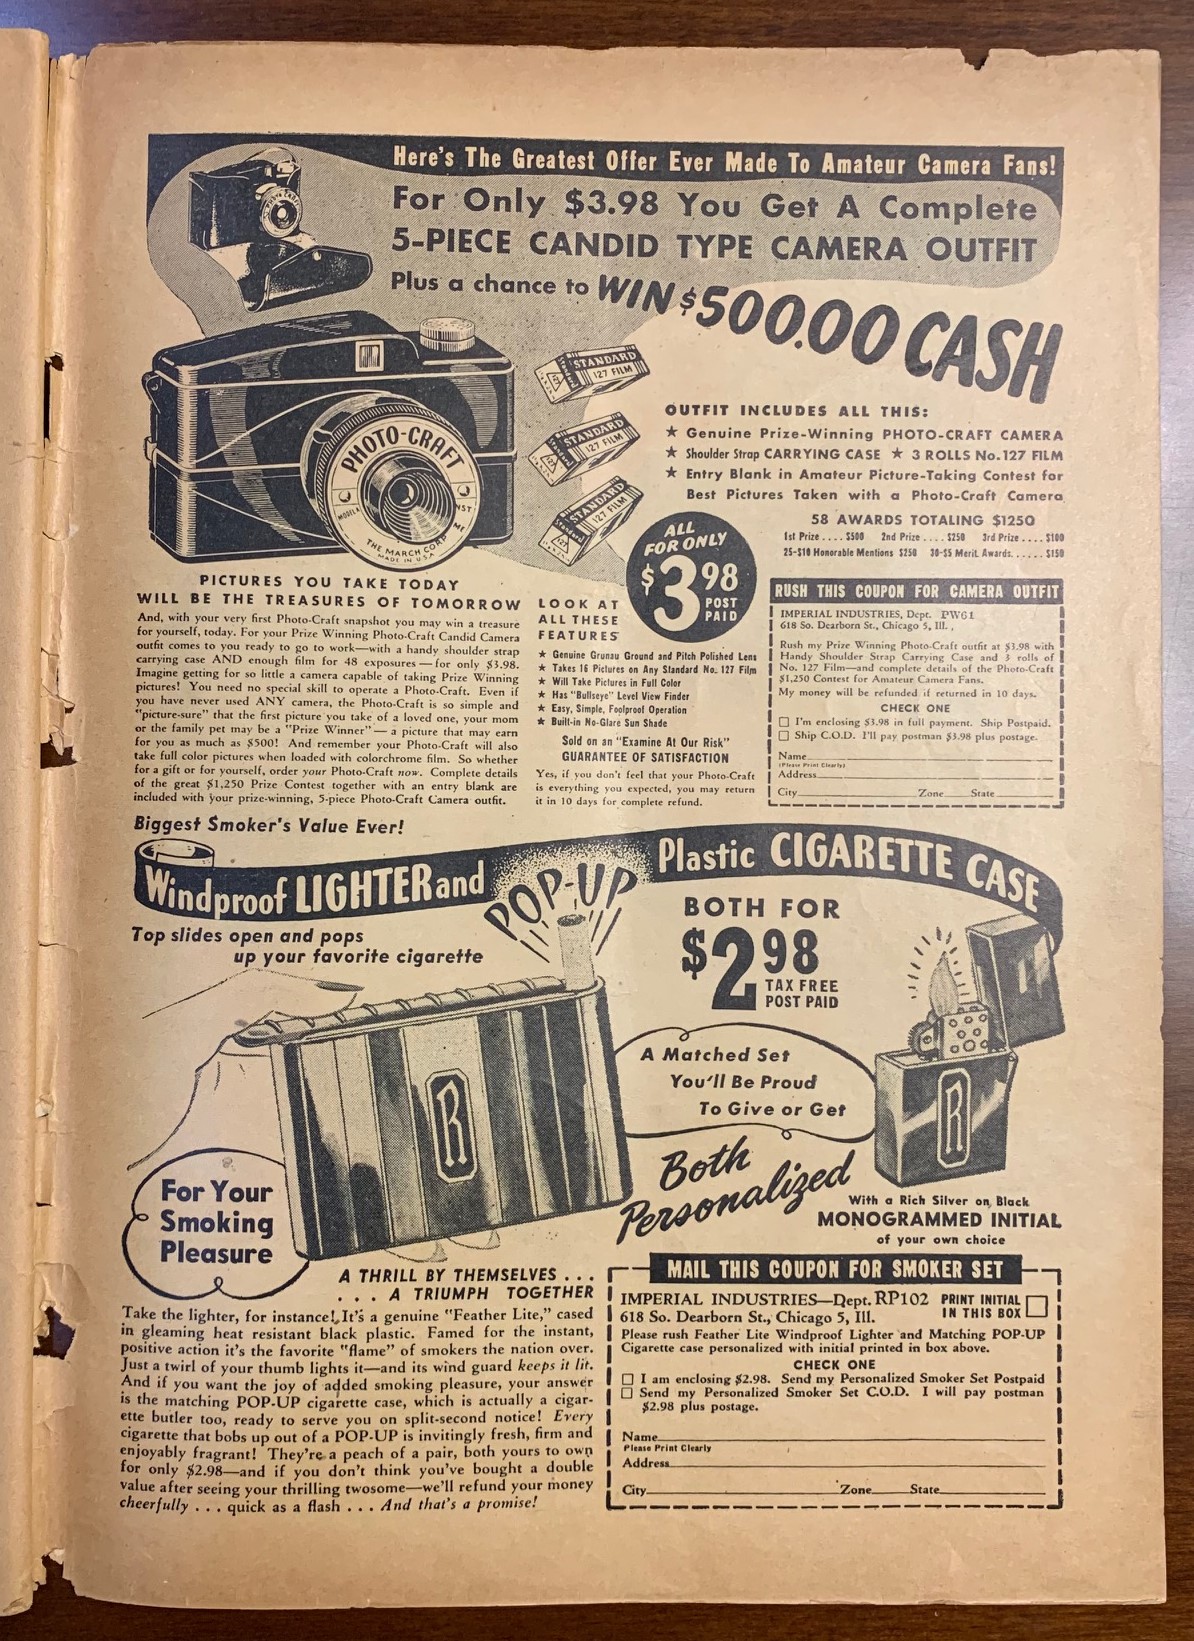 Here's The Greatest Offer Ever Made To Amateur Camera Fans!
For Only $3.98 You Get A Complete
5-PIECE CANDID TYPE CAMERA OUTFIT
Plus a chance to WIN $500.00 CASH
PHOTO-CRAFT
MODEL
INST
THE MARCH CORP
MADE IN U.S.A.
STANDARD
127 FILM
STANDARD
127 FILM
STANDARD
127 FILM
127
OUTFIT INCLUDES ALL THIS:
★ Genuine Prize-Winning PHOTO-CRAFT CAMERA
★ Shoulder Strap CARRYING CASE ★ 3 ROLLS No. 127 FILM
★ Entry Blank in Amateur Picture-Taking Contest for
Best Pictures Taken with a Photo-Craft Camera
58 AWARDS TOTALING $1250
1st Prize .... $500 2nd Prize .... $250 3rd Prize .... $100
25-$10 Honorable Mentions $250 30-$5 Merit Awards...... $150
ALL
FOR ONLY
$3 98
POST
PAID
PICTURES YOU TAKE TODAY
WILL BE THE TREASURES OF TOMORROW
And, with your very first Photo-Craft snapshot you may win a treasure
for yourself, today. For your Prize Winning Photo-Craft Candid Camera
outfit comes to you ready to go to work—with a handy shoulder strap
carrying case AND enough film for 48 exposures—for only $3.98.
Imagine getting for so little a camera capable of taking Prize Winning
pictures! You need no special skill to operate a Photo-Craft. Even if
you have never used ANY camera, the Photo-Craft is so simple and
"picture-sure" that the first picture you take of a loved one, your mom
or the family pet may be a "Prize Winner"—a picture that may earn
for you as much as $500! And remember your Photo-Craft will also
take full color pictures when loaded with colorchrome film. So whether
for a gift or for yourself, order your Photo-Craft now. Complete details
of the great $1,250 Prize Contest together with an entry blank are
included with your prize-winning, 5-piece Photo-Craft Camera outfit.
LOOK AT
ALL THESE
FEATURES
★ Genuine Grunau Ground and Pitch Polished Lens
★ Takes 16 Pictures on Any Standard No. 127 Film
★ Will Take Pictures in Full Color
★ Has "Bullseye" Level View Finder
★ Easy, Simple, Foolproof Operation
★ Built-in No-Glare Sun Shade
Sold on an "Examine At Our Risk"
GUARANTEE OF SATISFACTION
Yes, if you don't feel that your Photo-Craft
is everything you expected, you may return
it in 10 days for complete refund.
RUSH THIS COUPON FOR CAMERA OUTFIT
IMPERIAL INDUSTRIES, Dept. PW61
618 So. Dearborn St., Chicago 5, Ill.,
Rush my Prize Winning Photo-Craft outfit at $3.98 with
Handy Shoulder Strap Carrying Case and 3 rolls of
No. 127 Film—and complete details of the Photo-Craft
$1,250 Contest for Amateur Camera Fans.
My money will be refunded if returned in 10 days.
CHECK ONE
☐ I'm enclosing $3.98 in full payment. Ship Postpaid.
☐ Ship C.O.D. I'll pay postman $3.98 plus postage.
Name
(Please Print Clearly)
Address
City Zone State
Biggest Smoker's Value Ever!
Windproof LIGHTER and POP-UP Plastic CIGARETTE CASE
Top slides open and pops
up your favorite cigarette
BOTH FOR
$2 98
TAX FREE
POST PAID
R
A Matched Set
You'll Be Proud
To Give or Get
R
Both
Personalized
For Your
Smoking
Pleasure
With a Rich Silver on Black
MONOGRAMMED INITIAL
of your own choice
A THRILL BY THEMSELVES . . .
. . . A TRIUMPH TOGETHER
Take the lighter, for instance! It's a genuine "Feather Lite," cased
in gleaming heat resistant black plastic. Famed for the instant,
positive action it's the favorite "flame" of smokers the nation over.
Just a twirl of your thumb lights it—and its wind guard keeps it lit.
And if you want the joy of added smoking pleasure, your answer
is the matching POP-UP cigarette case, which is actually a cigar-
ette butler too, ready to serve you on split-second notice! Every
cigarette that bobs up out of a POP-UP is invitingly fresh, firm and
enjoyably fragrant! They're a peach of a pair, both yours to own
for only $2.98—and if you don't think you've bought a double
value after seeing your thrilling twosome—we'll refund your money
cheerfully . . . quick as a flash . . . And that's a promise!
MAIL THIS COUPON FOR SMOKER SET
IMPERIAL INDUSTRIES—Dept. RP102 PRINT INITIAL
618 So. Dearborn St., Chicago 5, Ill. IN THIS BOX ☐
Please rush Feather Lite Windproof Lighter and Matching POP-UP
Cigarette case personalized with initial printed in box above.
CHECK ONE
☐ I am enclosing $2.98. Send my Personalized Smoker Set Postpaid
☐ Send my Personalized Smoker Set C.O.D. I will pay postman
$2.98 plus postage.
Name
Please Print Clearly
Address
City Zone State